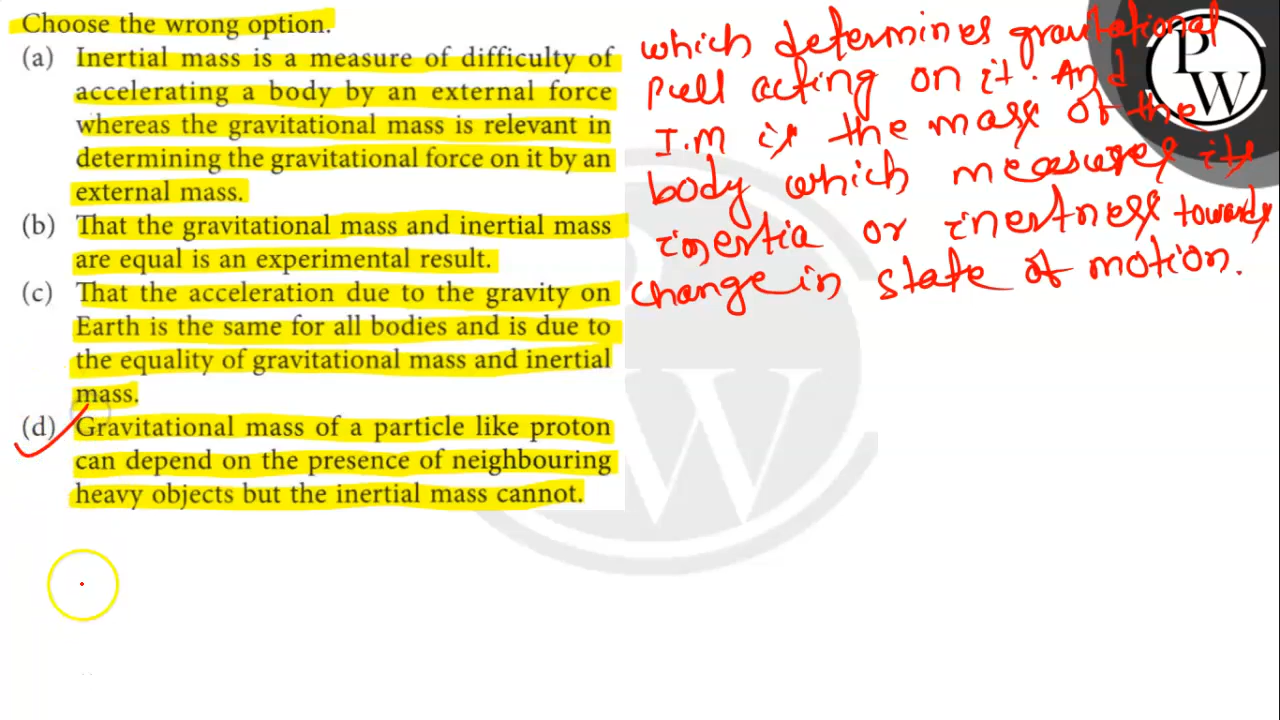 Choose the wrong option.
(a) Inertial mass is a measure of difficulty of
accelerating a body by an external force
whereas the gravitational mass is relevant in
determining the gravitational force on it by an
external mass.
(b) That the gravitational mass and inertial mass
are equal is an experimental result.
(c) That the acceleration due to the gravity on
Earth is the same for all bodies and is due to
the equality of gravitational mass and inertial
mass.
(d) Gravitational mass of a particle like proton
can depend on the presence of neighbouring
heavy objects but the inertial mass cannot.
which determines gravitational
pull acting on it. And
I.M is the mass of the
body which measures its
inertia or inertness towards
change in state of motion.
P
W
P
W